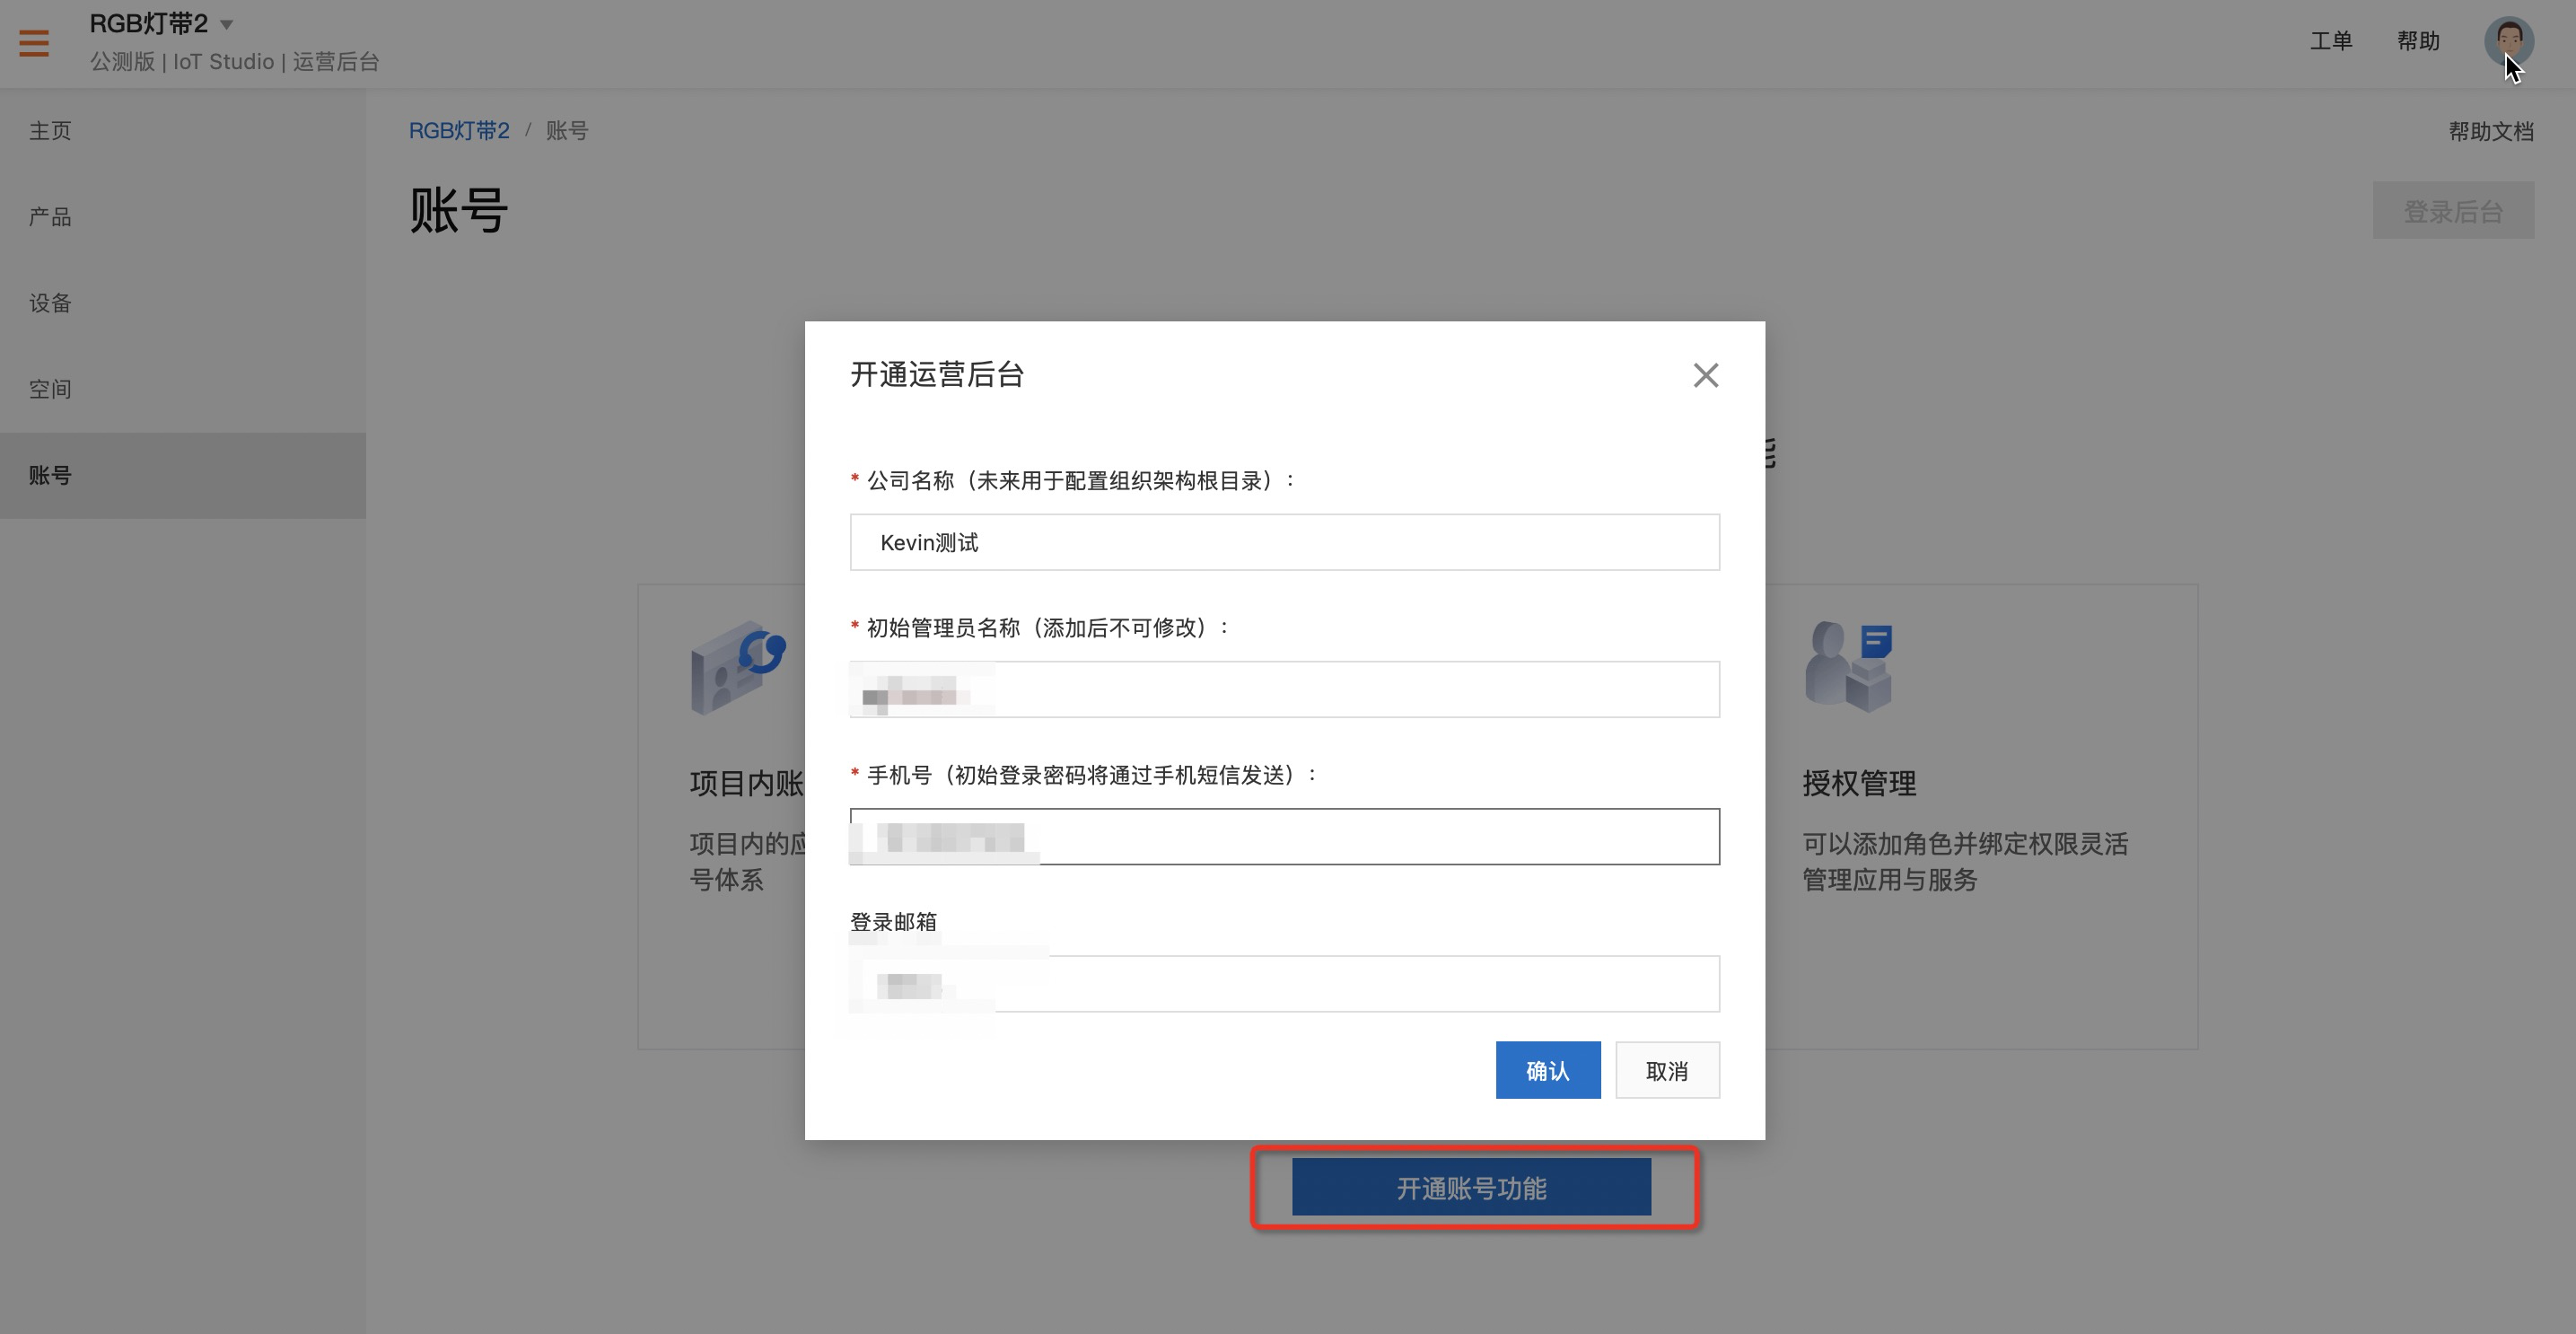 RGB灯带2
公测版 | IoT Studio | 运营后台
工单
帮助
主页
产品
设备
空间
账号
RGB灯带2 / 账号
帮助文档
账号
登录后台
开通运营后台
* 公司名称（未来用于配置组织架构根目录）:
Kevin测试
* 初始管理员名称（添加后不可修改）:
* 手机号（初始登录密码将通过手机短信发送）:
登录邮箱
确认
取消
项目内账
项目内的应
号体系
授权管理
可以添加角色并绑定权限灵活
管理应用与服务
开通账号功能